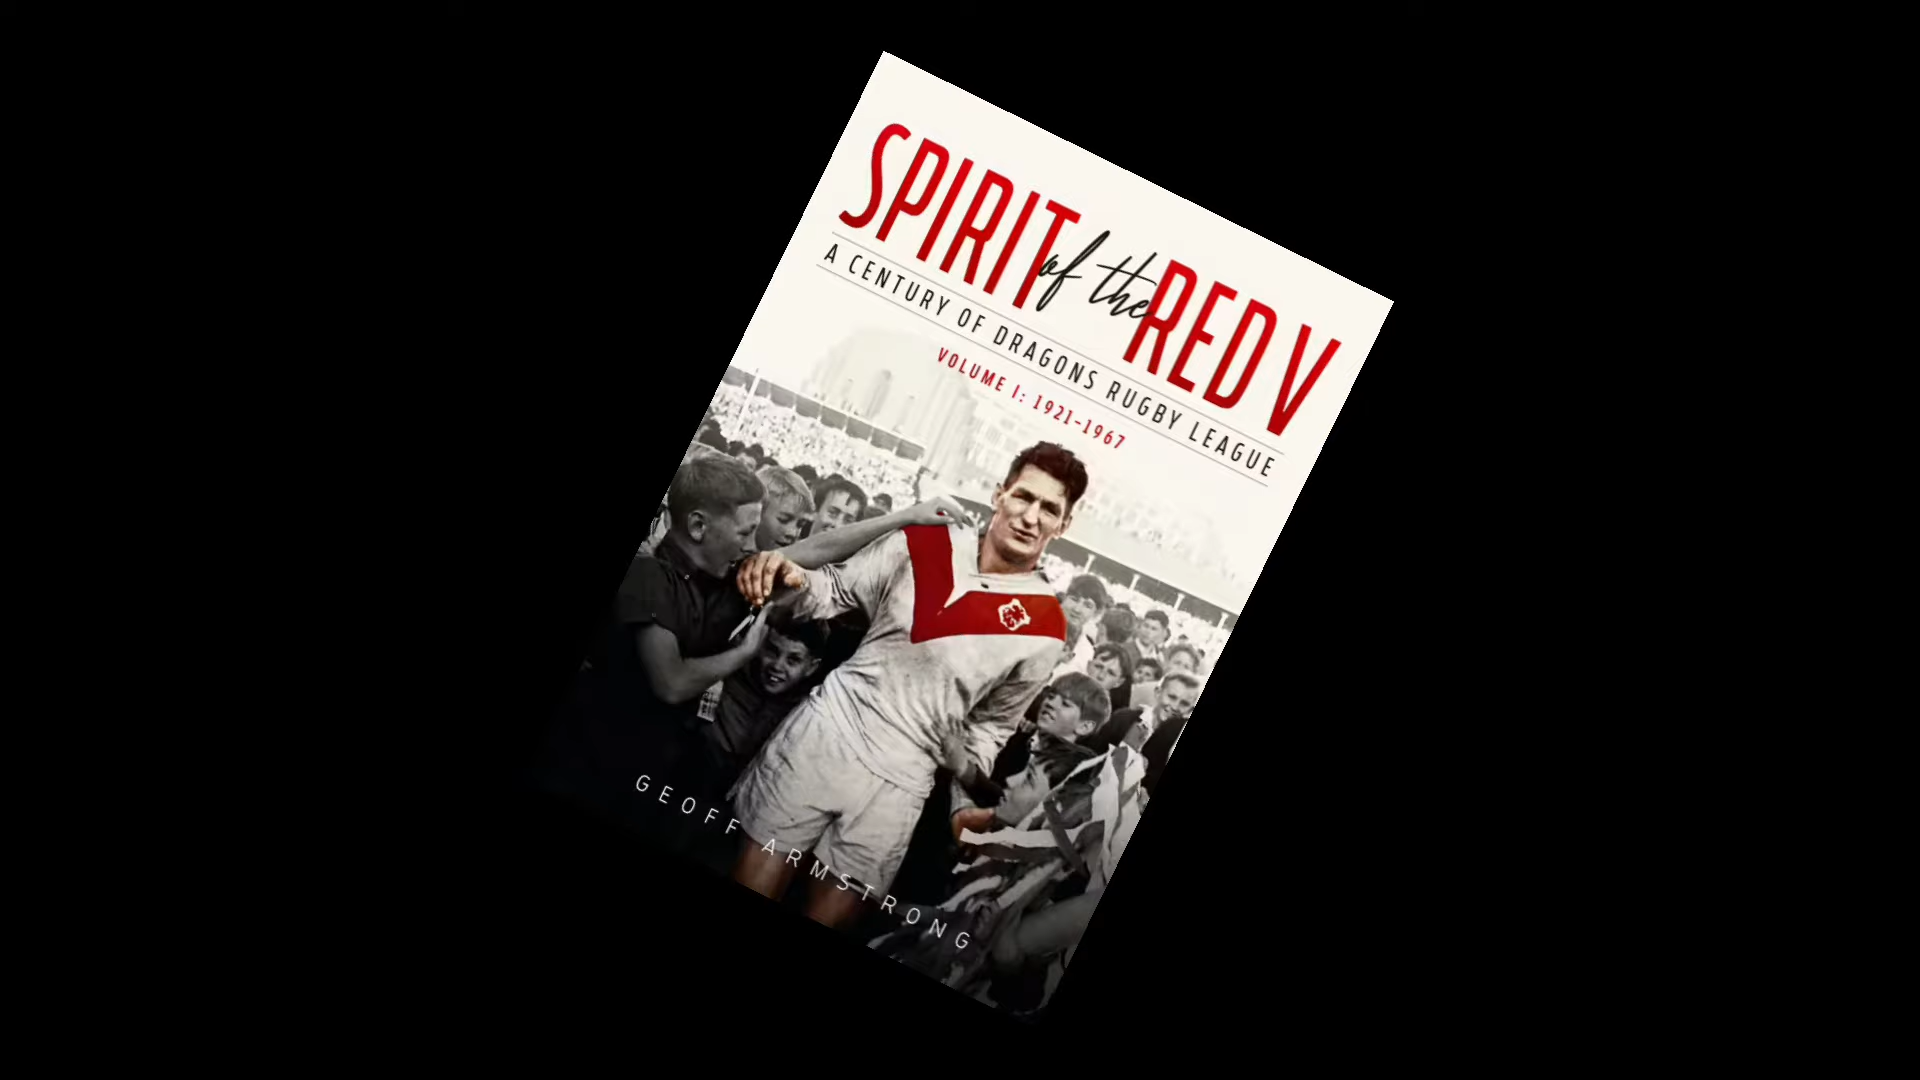 SPIRIT of the RED V
A CENTURY OF DRAGONS RUGBY LEAGUE
VOLUME I: 1921–1967
GEOFF ARMSTRONG